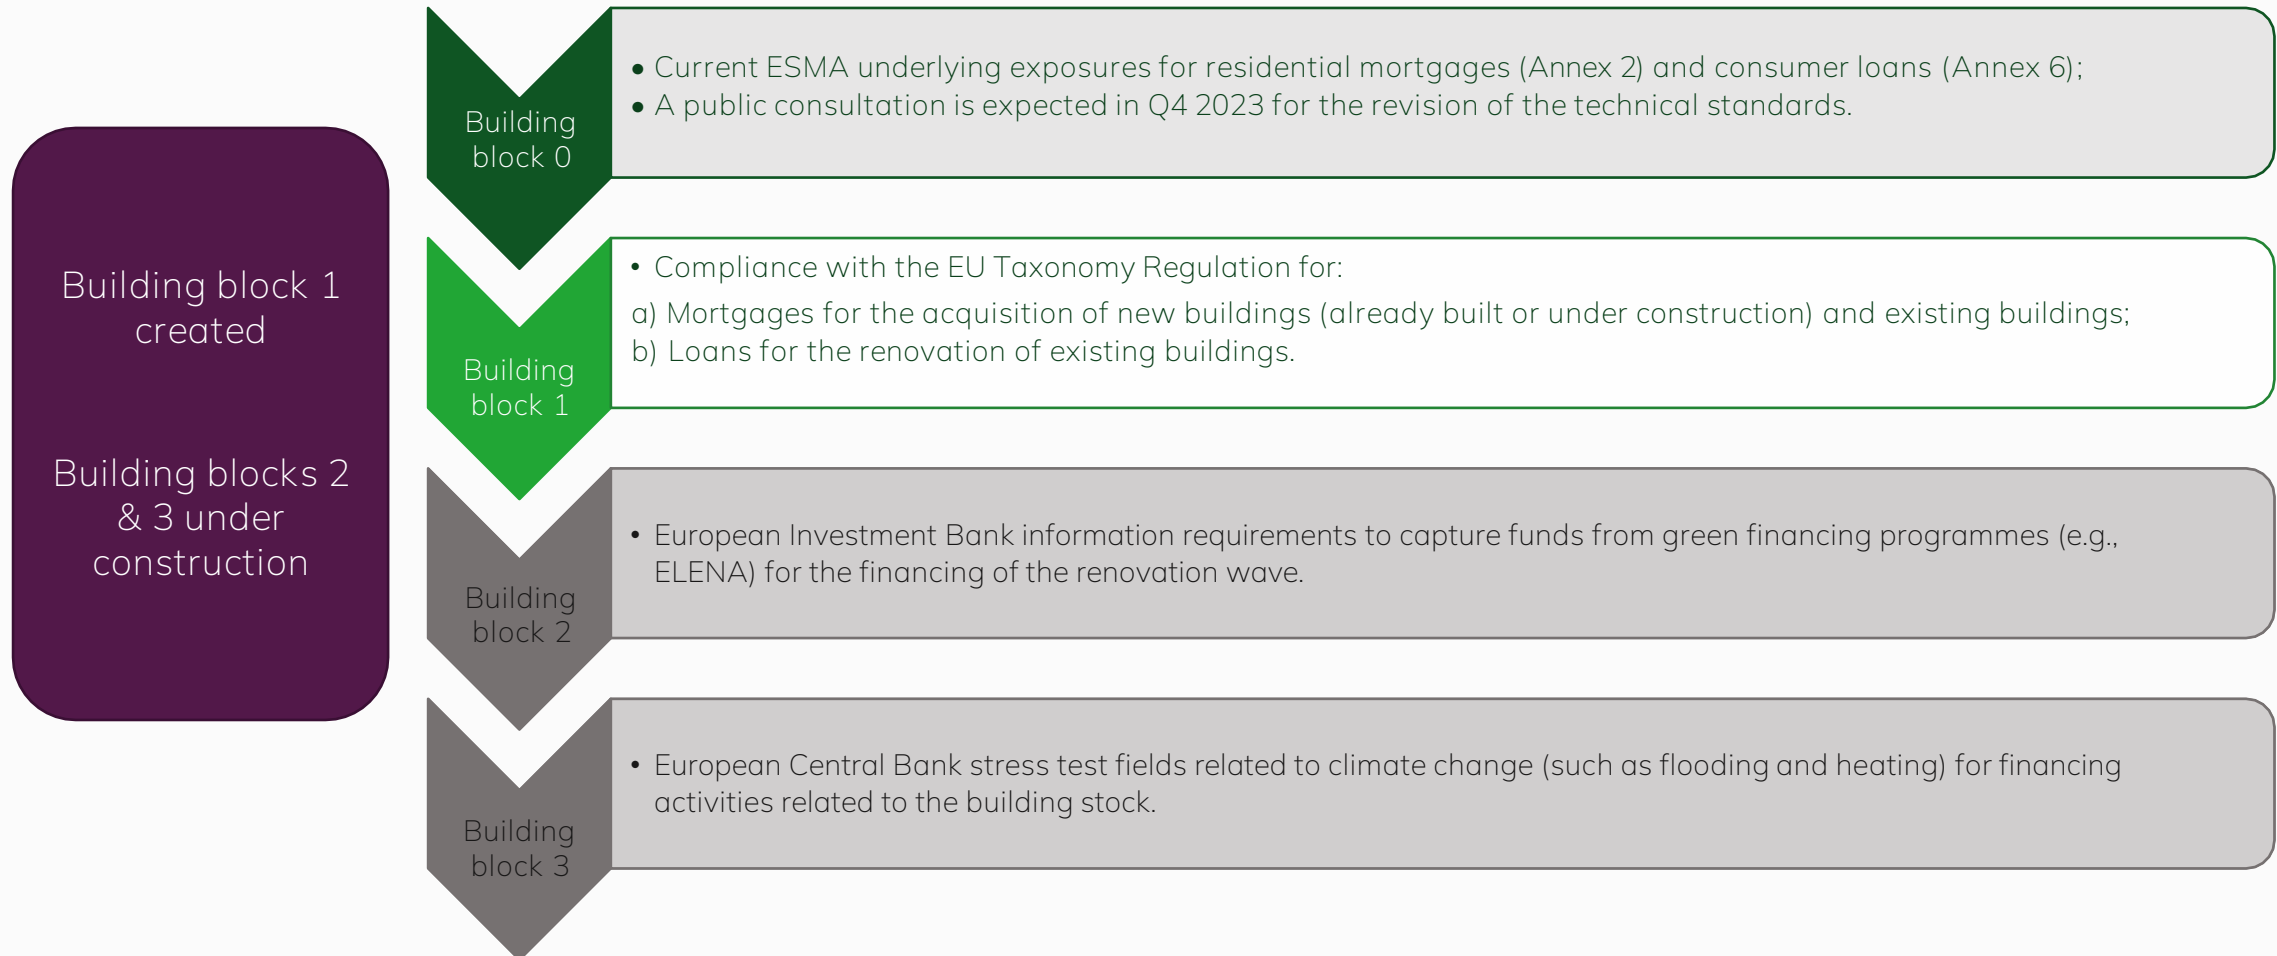 Building block 1
created
Building blocks 2
& 3 under
construction
Building
block 0
• Current ESMA underlying exposures for residential mortgages (Annex 2) and consumer loans (Annex 6);
• A public consultation is expected in Q4 2023 for the revision of the technical standards.
Building
block 1
• Compliance with the EU Taxonomy Regulation for:
a) Mortgages for the acquisition of new buildings (already built or under construction) and existing buildings;
b) Loans for the renovation of existing buildings.
Building
block 2
• European Investment Bank information requirements to capture funds from green financing programmes (e.g.,
ELENA) for the financing of the renovation wave.
Building
block 3
• European Central Bank stress test fields related to climate change (such as flooding and heating) for financing
activities related to the building stock.